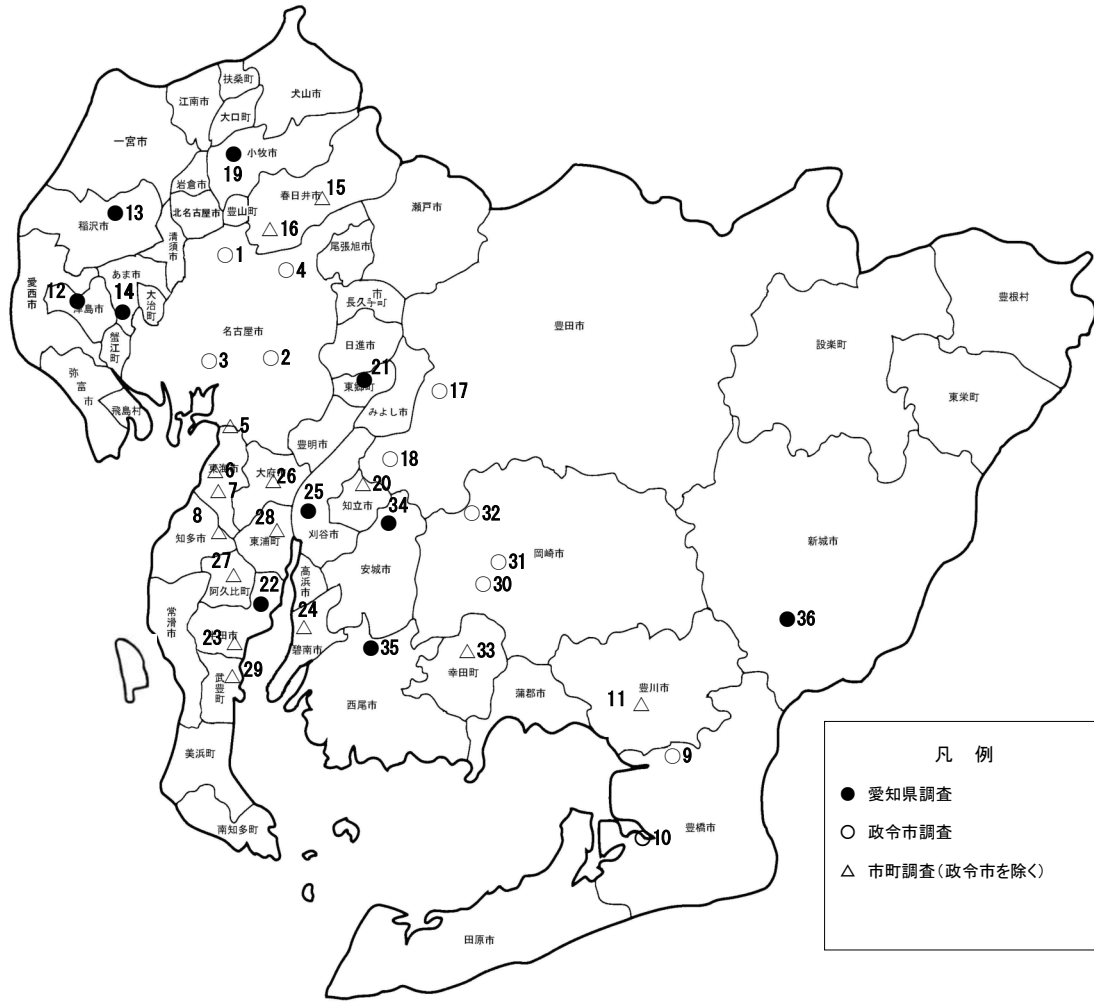 扶桑町
江南市
犬山市
大口町
一宮市
小牧市
19
岩倉市
春日井市
15
瀬戸市
13
稲沢市
北名古屋市
豊山町
16
清須市
尾張旭市
1
4
あま市
愛西市
12
津島市
14
大治町
市
長久手町
豊根村
豊田市
名古屋市
蟹江町
日進市
設楽町
3
2
21
弥富市
東郷町
17
東栄町
飛島村
みよし市
5
豊明市
18
東海市
6
大府
26
20
7
25
知立市
34
32
8
28
知多市
東浦町
刈谷市
新城市
岡崎市
31
安城市
27
22
高浜市
30
阿久比町
常滑市
24
36
23
田市
碧南市
35
33
29
武豊町
幸田町
豊川市
蒲郡市
11
西尾市
美浜町
9
凡 例
● 愛知県調査
南知多町
豊橋市
10
○ 政令市調査
△ 市町調査(政令市を除く)
田原市